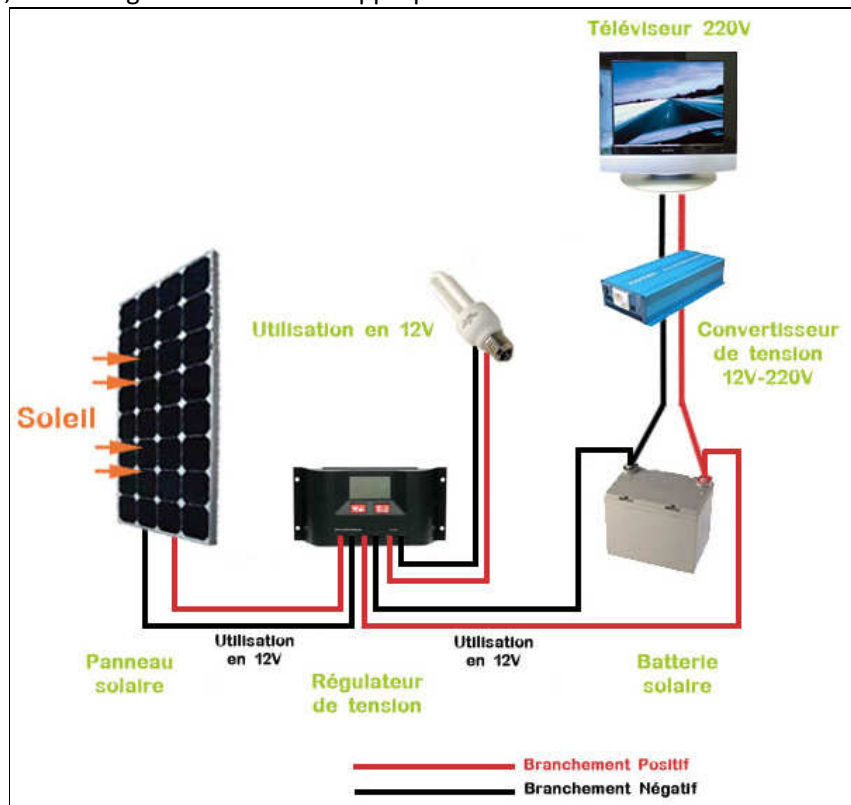 Téléviseur 220V
Utilisation en 12V
Convertisseur
de tension
12V-220V
Soleil
Utilisation
en 12V
Utilisation
en 12V
Panneau
solaire
Régulateur
de tension
Batterie
solaire
Branchement Positif
Branchement Négatif